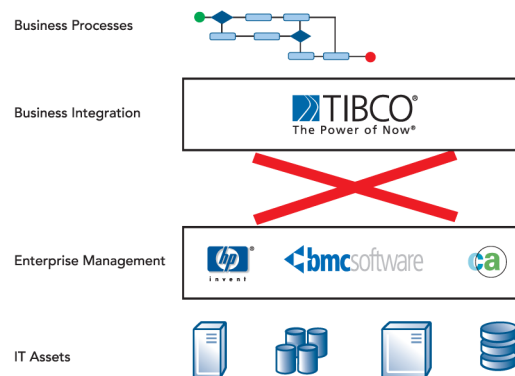 Business Processes
Business Integration
TIBCO®
The Power of Now®
Enterprise Management
hp®
invent
bmcsoftware
ca
IT Assets